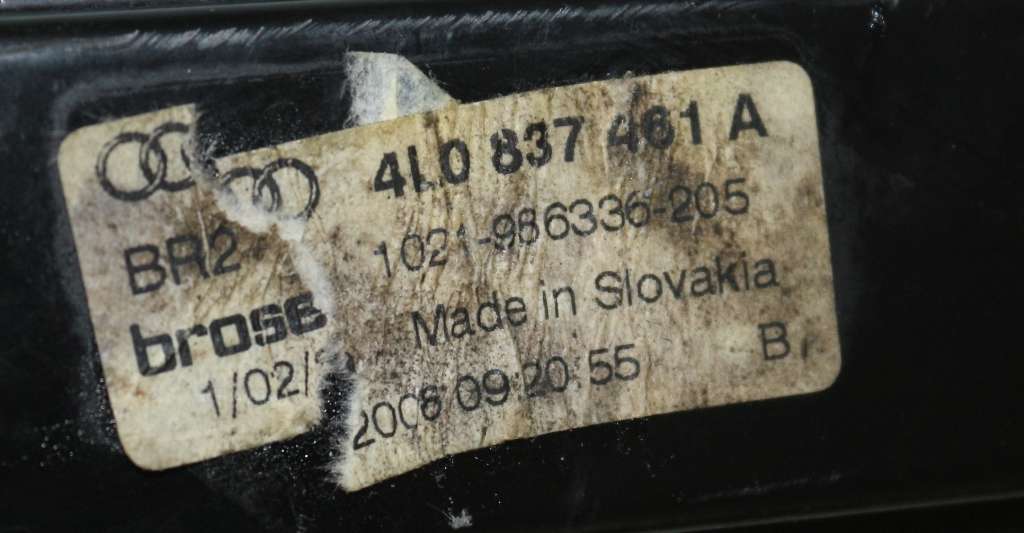 4L0 837 461 A
BR2 1021-986336-205
brose Made in Slovakia
1/02/ 2006 09:20:55 B